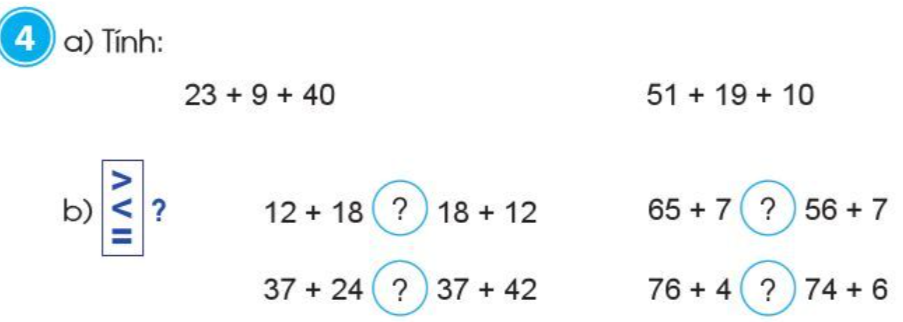 4 a) Tính:
23 + 9 + 40 51 + 19 + 10
b) > < = ? 12 + 18 ? 18 + 12 65 + 7 ? 56 + 7
37 + 24 ? 37 + 42 76 + 4 ? 74 + 6